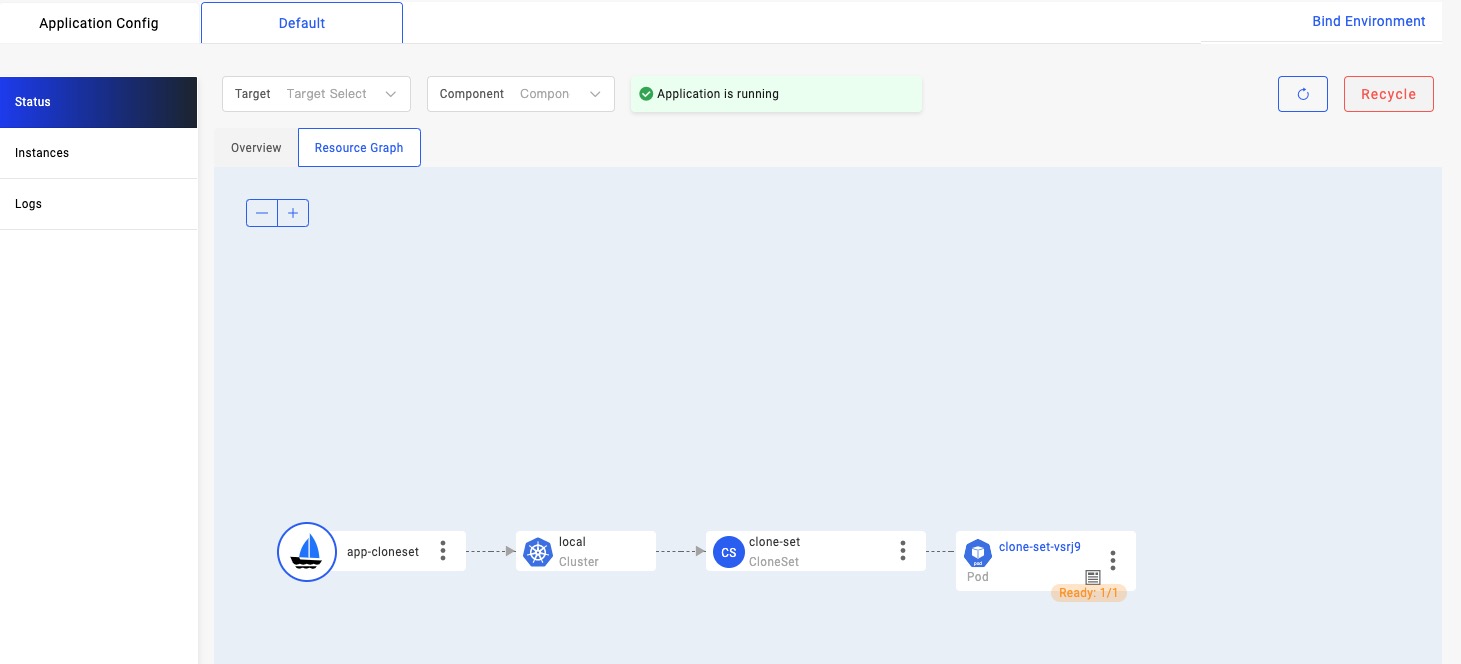 Application Config
Default
Bind Environment
Status
Instances
Logs
Target Target Select
Component Compon
Application is running
Recycle
Overview
Resource Graph
app-cloneset
local
Cluster
CS
clone-set
CloneSet
clone-set-vsrj9
pod
Pod
Ready: 1/1